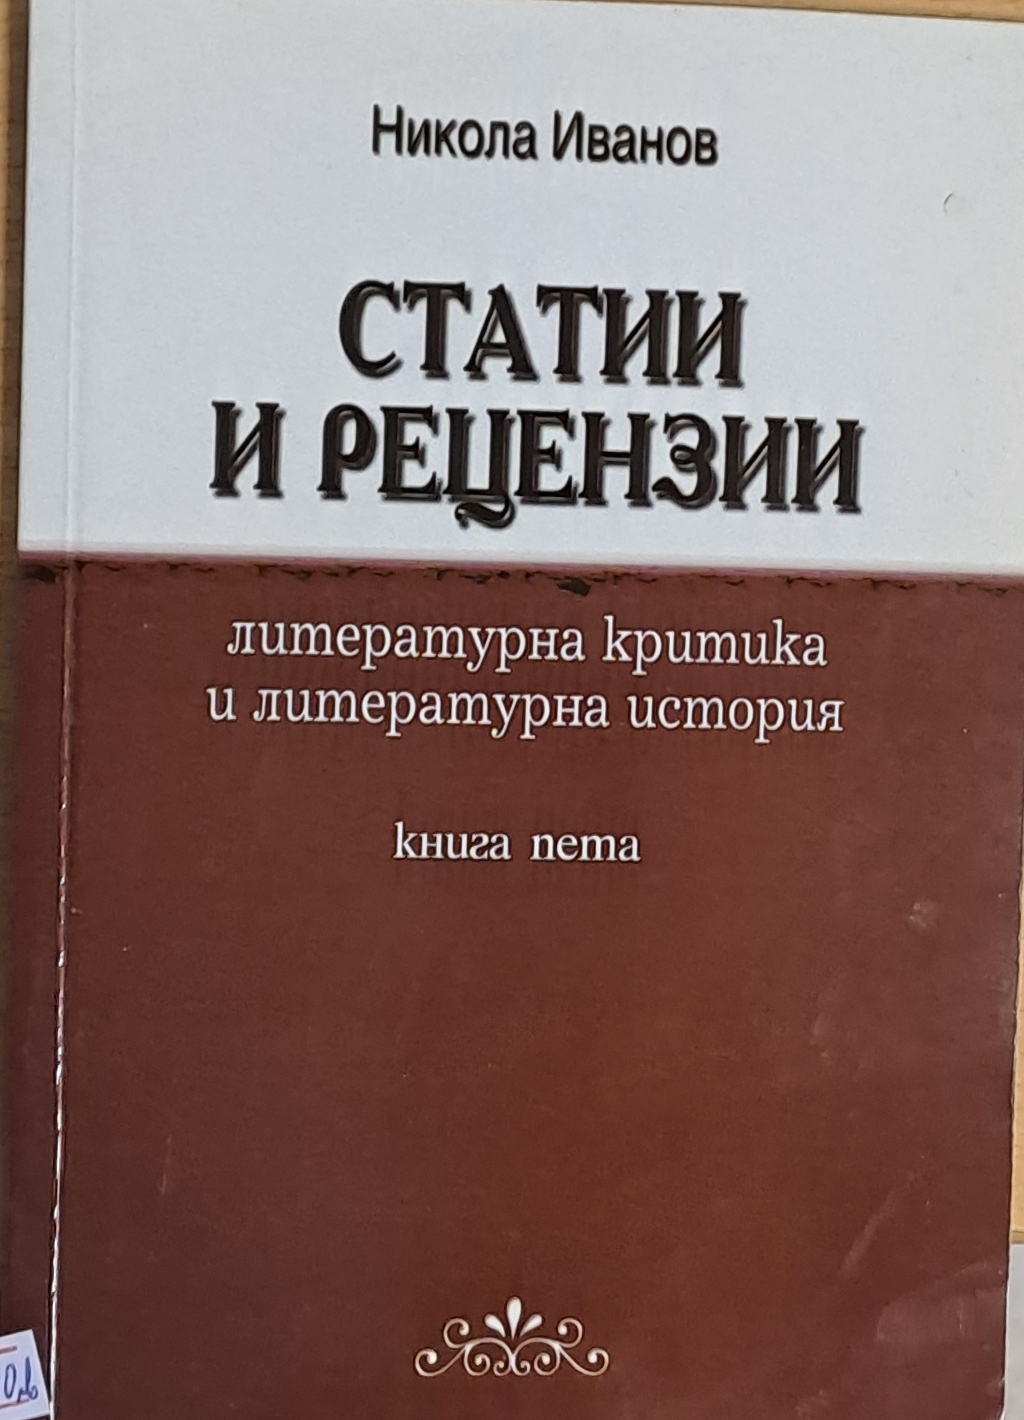 Никола Иванов
СТАТИИ
И РЕЦЕНЗИИ
литературна критика
и литературна история
книга пета